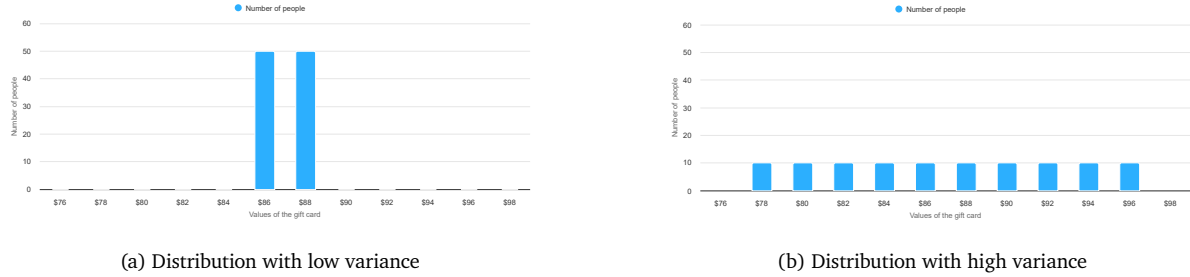 Number of people
60
50
40
30
20
10
0
Number of people
$76 $78 $80 $82 $84 $86 $88 $90 $92 $94 $96 $98
Values of the gift card
(a) Distribution with low variance
Number of people
60
50
40
30
20
10
0
Number of people
$76 $78 $80 $82 $84 $86 $88 $90 $92 $94 $96 $98
Values of the gift card
(b) Distribution with high variance